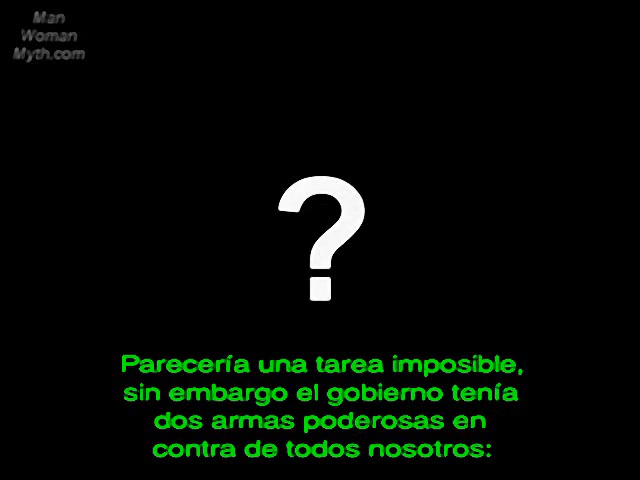 Man
Woman
Myth.com
?
Parecería una tarea imposible,
sin embargo el gobierno tenía
dos armas poderosas en
contra de todos nosotros: